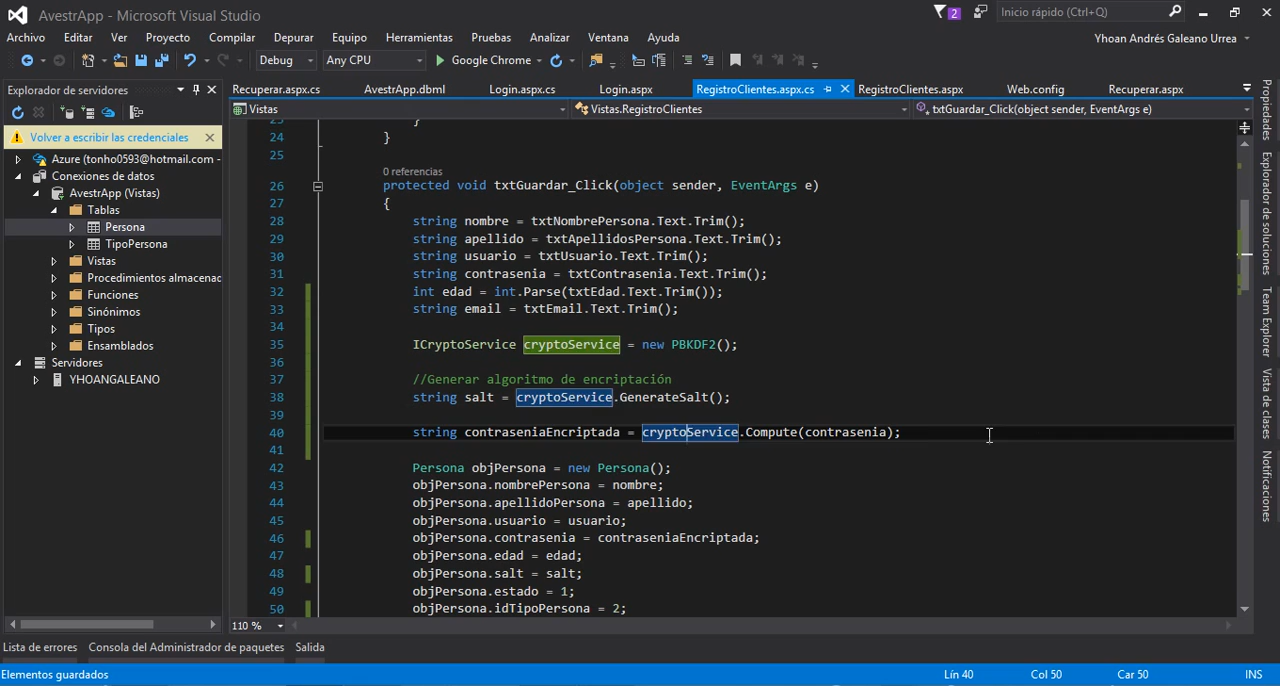 AvestrApp - Microsoft Visual Studio
2
Inicio rápido (Ctrl+Q)
Archivo Editar Ver Proyecto Compilar Depurar Equipo Herramientas Pruebas Analizar Ventana Ayuda
Yhoan Andrés Galeano Urrea
Debug Any CPU Google Chrome
Explorador de servidores
Volver a escribir las credenciales
Azure (tonho0593@hotmail.com -
Conexiones de datos
AvestrApp (Vistas)
Tablas
Persona
TipoPersona
Vistas
Procedimientos almacenad
Funciones
Sinónimos
Tipos
Ensamblados
Servidores
YHOANGALEANO
Recuperar.aspx.cs AvestrApp.dbml Login.aspx.cs Login.aspx RegistroClientes.aspx.cs RegistroClientes.aspx Web.config Recuperar.aspx
Vistas Vistas.RegistroClientes txtGuardar_Click(object sender, EventArgs e)
23 }
24 }
25
0 referencias
26 protected void txtGuardar_Click(object sender, EventArgs e)
27 {
28 string nombre = txtNombrePersona.Text.Trim();
29 string apellido = txtApellidosPersona.Text.Trim();
30 string usuario = txtUsuario.Text.Trim();
31 string contrasenia = txtContrasenia.Text.Trim();
32 int edad = int.Parse(txtEdad.Text.Trim());
33 string email = txtEmail.Text.Trim();
34
35 ICryptoService cryptoService = new PBKDF2();
36
37 //Generar algoritmo de encriptación
38 string salt = cryptoService.GenerateSalt();
39
40 string contraseniaEncriptada = cryptoService.Compute(contrasenia);
41
42 Persona objPersona = new Persona();
43 objPersona.nombrePersona = nombre;
44 objPersona.apellidoPersona = apellido;
45 objPersona.usuario = usuario;
46 objPersona.contrasenia = contraseniaEncriptada;
47 objPersona.edad = edad;
48 objPersona.salt = salt;
49 objPersona.estado = 1;
50 objPersona.idTipoPersona = 2;
110 %
Propiedades
Explorador de soluciones
Team Explorer
Vista de clases
Lista de errores Consola del Administrador de paquetes Salida
Elementos guardados Lín 40 Col 50 Car 50 INS